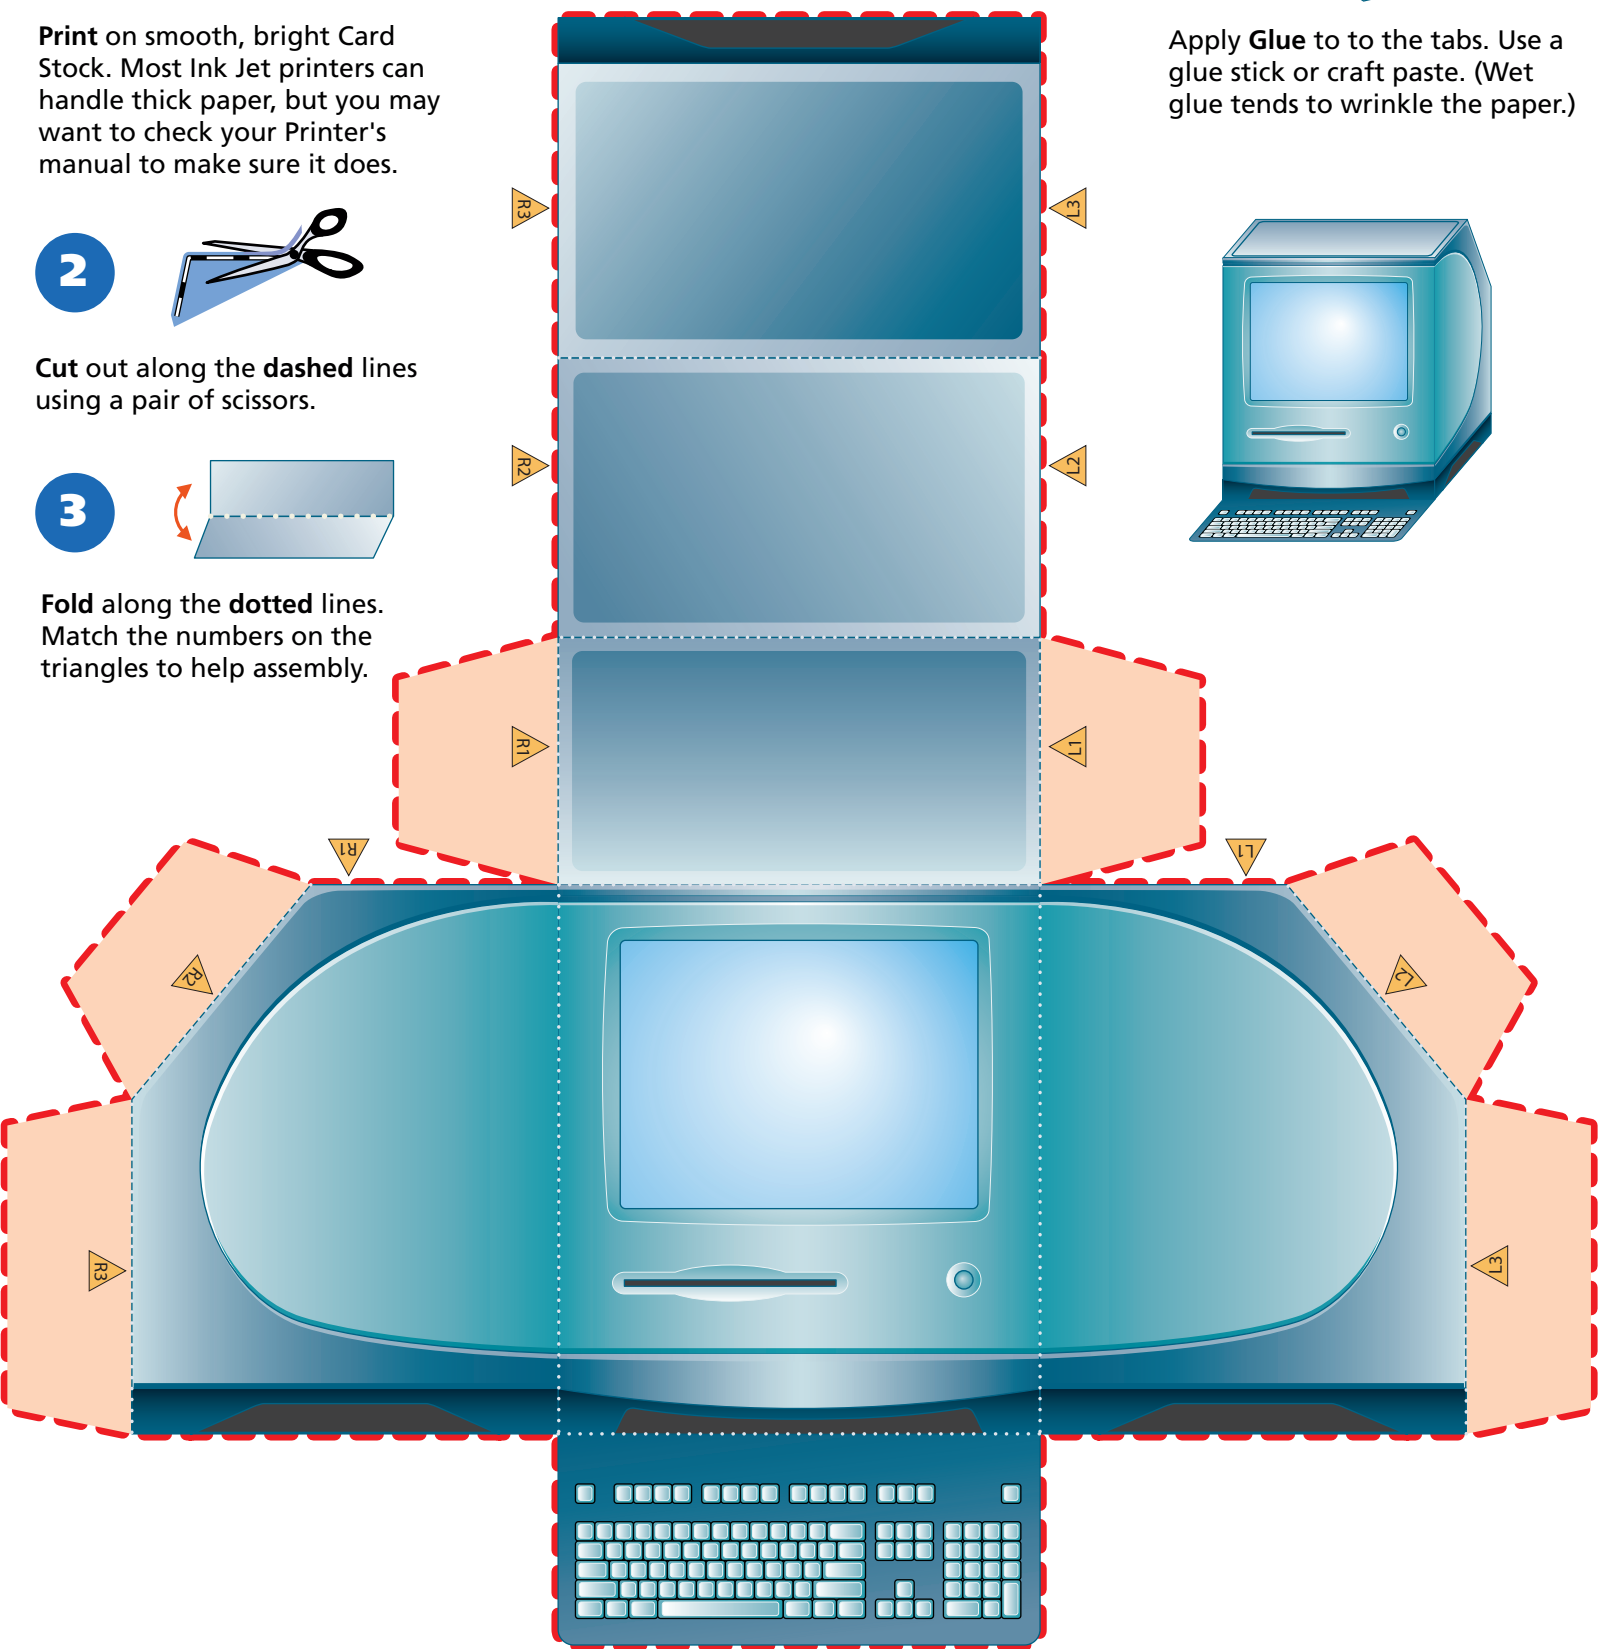 Print on smooth, bright Card
Stock. Most Ink Jet printers can
handle thick paper, but you may
want to check your Printer's
manual to make sure it does.
2
Cut out along the dashed lines
using a pair of scissors.
3
Fold along the dotted lines.
Match the numbers on the
triangles to help assembly.
Apply Glue to to the tabs. Use a
glue stick or craft paste. (Wet
glue tends to wrinkle the paper.)
R3
L3
R2
L2
R1
L1
R1
L1
R2
L2
R3
L3